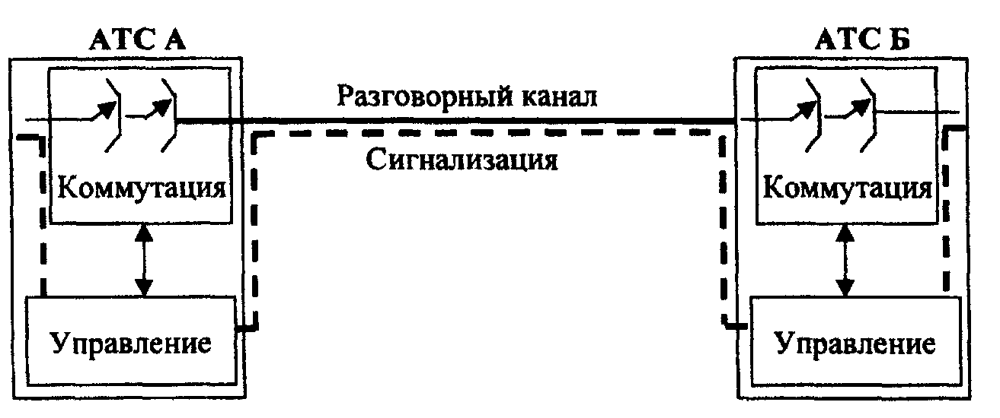 АТС А
АТС Б
Разговорный канал
Сигнализация
Коммутация
Коммутация
Управление
Управление